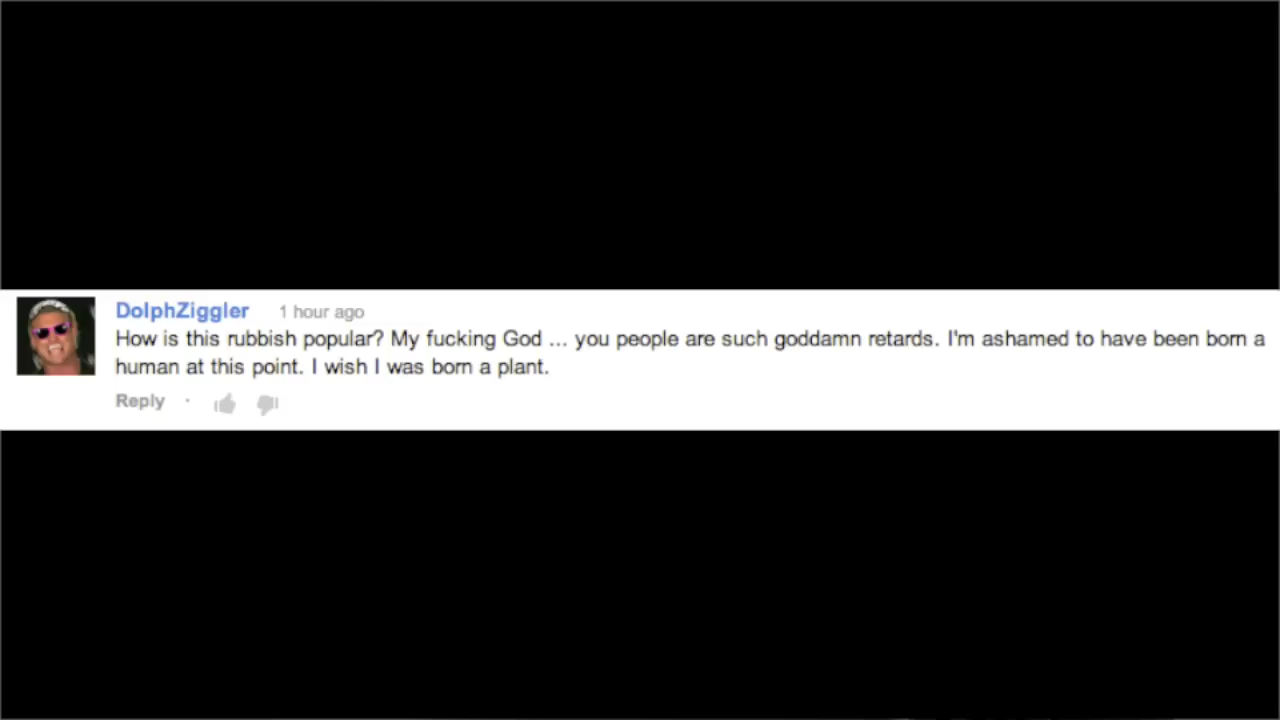 DolphZiggler 1 hour ago
How is this rubbish popular? My fucking God ... you people are such goddamn retards. I'm ashamed to have been born a
human at this point. I wish I was born a plant.
Reply ·